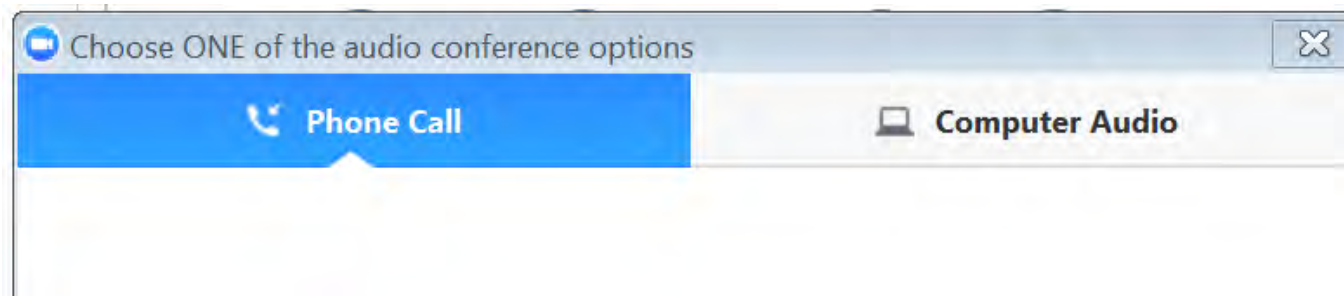 Choose ONE of the audio conference options
Phone Call
Computer Audio